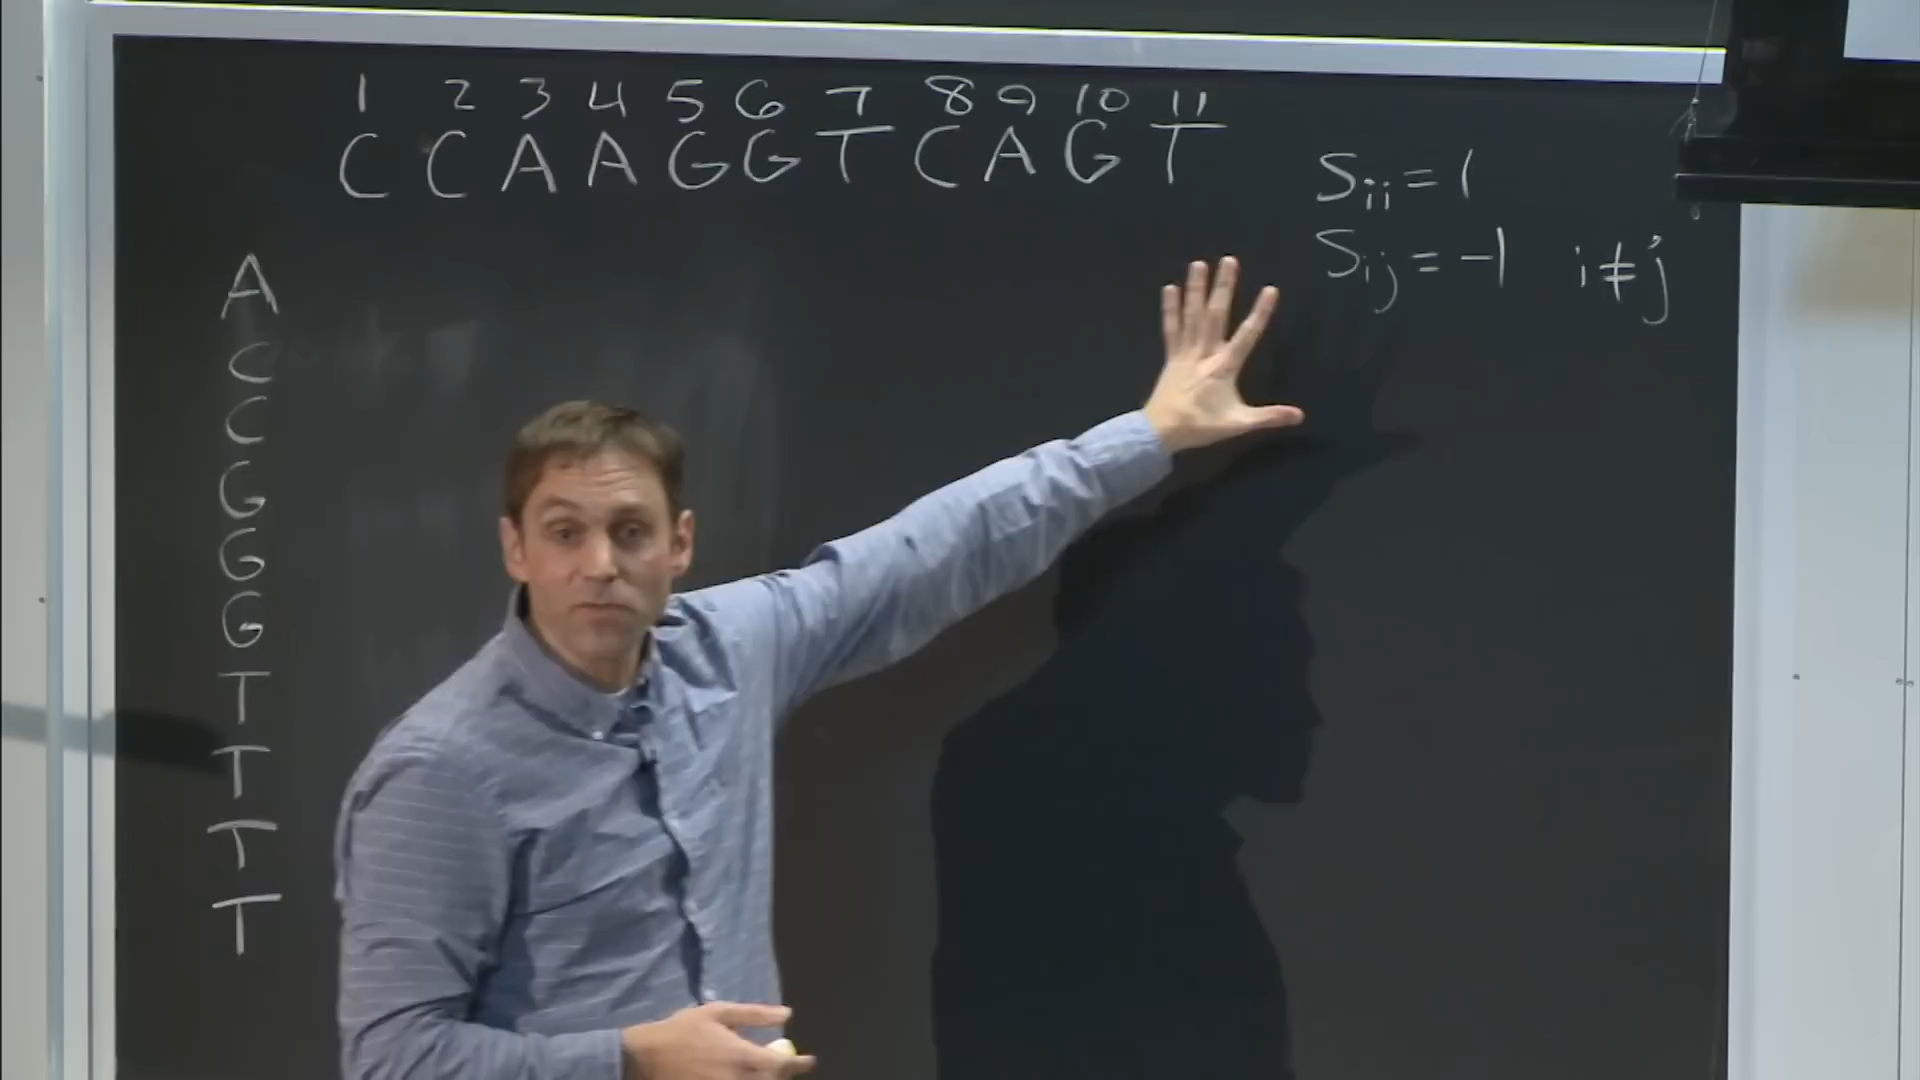 1 2 3 4 5 6 7 8 9 10 11
C C A A G G T C A G T
S_ii = 1
S_ij = -1 i≠j
A
C
C
G
G
G
T
T
T
T